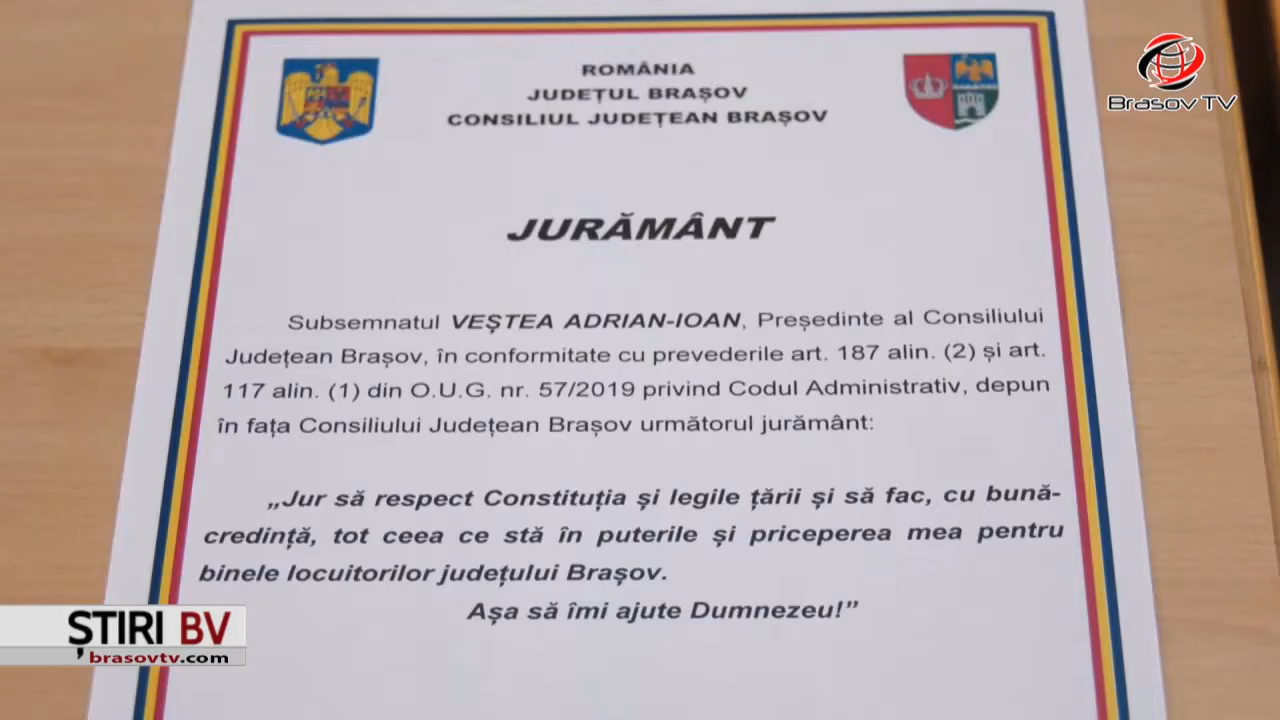 ROMÂNIA
JUDEȚUL BRAȘOV
CONSILIUL JUDEȚEAN BRAȘOV
Brasov TV
JURĂMÂNT
Subsemnatul VEȘTEA ADRIAN-IOAN, Președinte al Consiliului
Județean Brașov, în conformitate cu prevederile art. 187 alin. (2) și art.
117 alin. (1) din O.U.G. nr. 57/2019 privind Codul Administrativ, depun
în fața Consiliului Județean Brașov următorul jurământ:
„Jur să respect Constituția și legile țării și să fac, cu bună-
credință, tot ceea ce stă în puterile și priceperea mea pentru
binele locuitorilor județului Brașov.
Așa să îmi ajute Dumnezeu!”
ȘTIRI BV
brasovtv.com